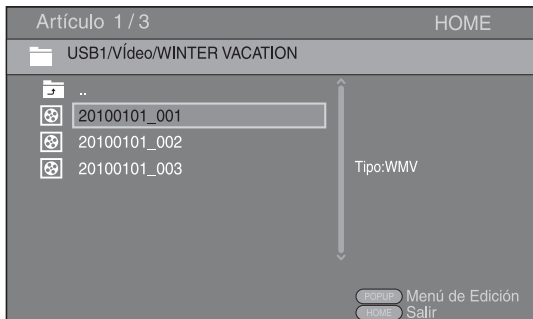 Artículo 1/3 HOME
USB1/Vídeo/WINTER VACATION
..
20100101_001
20100101_002
20100101_003
Tipo:WMV
POPUP Menú de Edición
HOME Salir